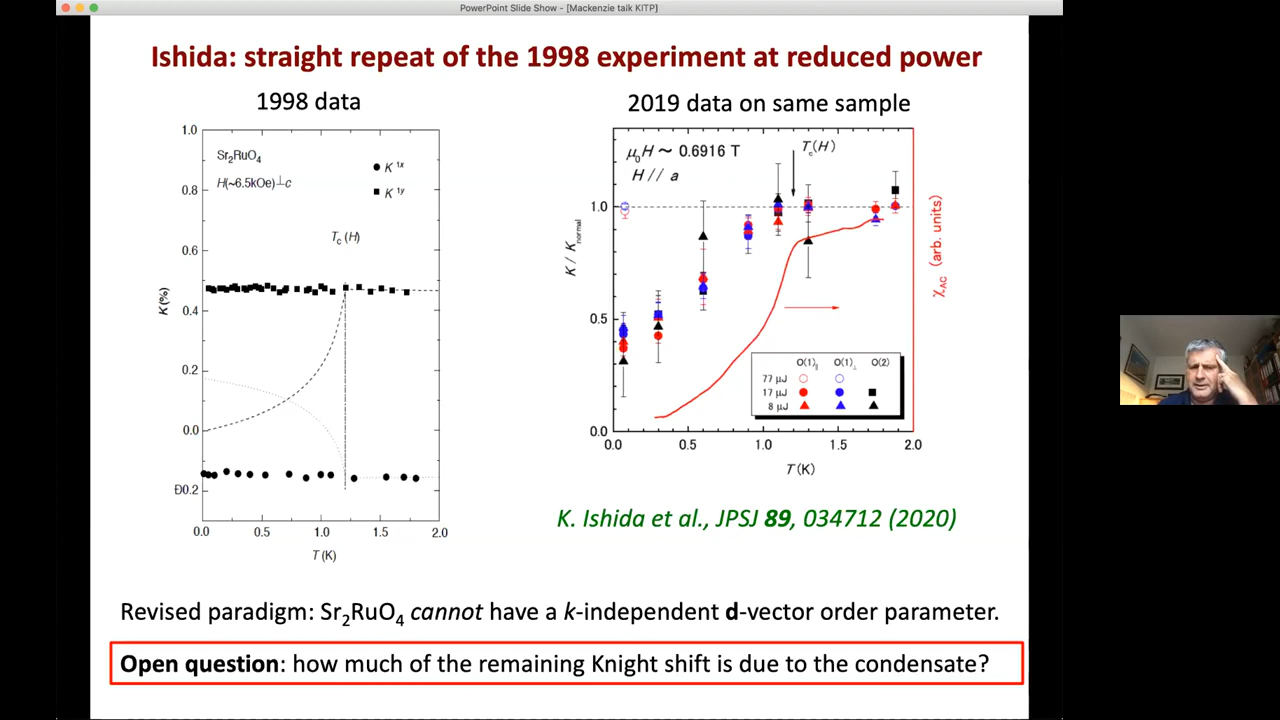 PowerPoint Slide Show - [Mackenzie talk KITP]
Ishida: straight repeat of the 1998 experiment at reduced power
1998 data
1.0
Sr2RuO4
H(~6.5kOe)⊥c
K 1x
K 1y
0.8
Tc (H)
0.6
K(%)
0.4
0.2
0.0
Ð0.2
0.0 0.5 1.0 1.5 2.0
T (K)
2019 data on same sample
μ0H ~ 0.6916 T
H // a
Tc(H)
1.0
K / Knormal
0.5
0.0
χAC (arb. units)
O(1)∥ O(1)⊥ O(2)
77 μJ
17 μJ
8 μJ
0.0 0.5 1.0 1.5 2.0
T (K)
K. Ishida et al., JPSJ 89, 034712 (2020)
Revised paradigm: Sr2RuO4 cannot have a k-independent d-vector order parameter.
Open question: how much of the remaining Knight shift is due to the condensate?